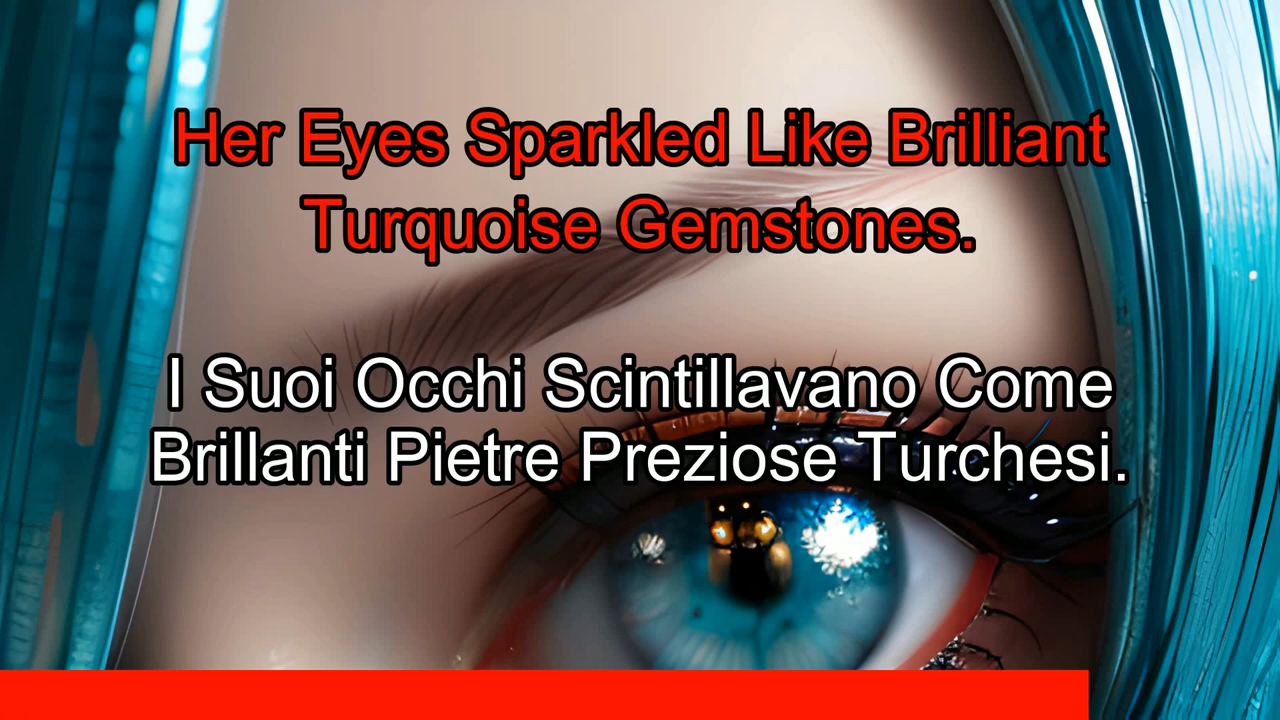 Her Eyes Sparkled Like Brilliant
Turquoise Gemstones.
I Suoi Occhi Scintillavano Come
Brillanti Pietre Preziose Turchesi.